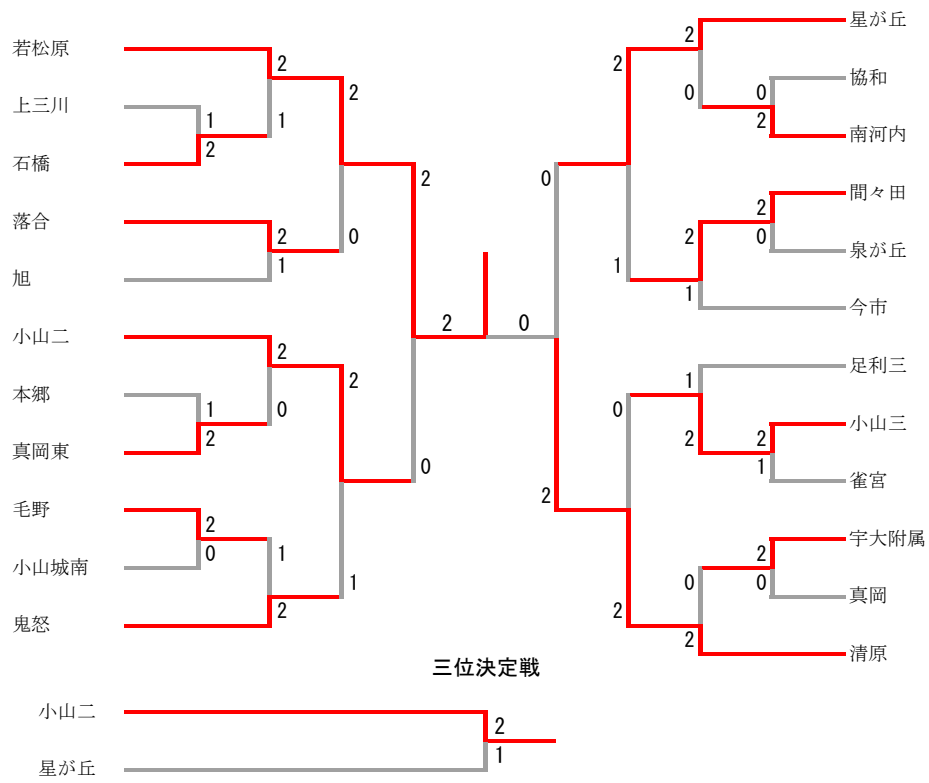 若松原
上三川
石橋
落合
旭
小山二
本郷
真岡東
毛野
小山城南
鬼怒
2
1
1
2
2
0
2
1
2
2
0
1
2
2
0
1
2
1
2
0
2
0
2
0
0
2
2
1
0
2
2
0
2
1
1
2
0
2
0
2
2
0
2
1
2
0
星が丘
協和
南河内
間々田
泉が丘
今市
足利三
小山三
雀宮
宇大附属
真岡
清原
三位決定戦
小山二
星が丘
2
1